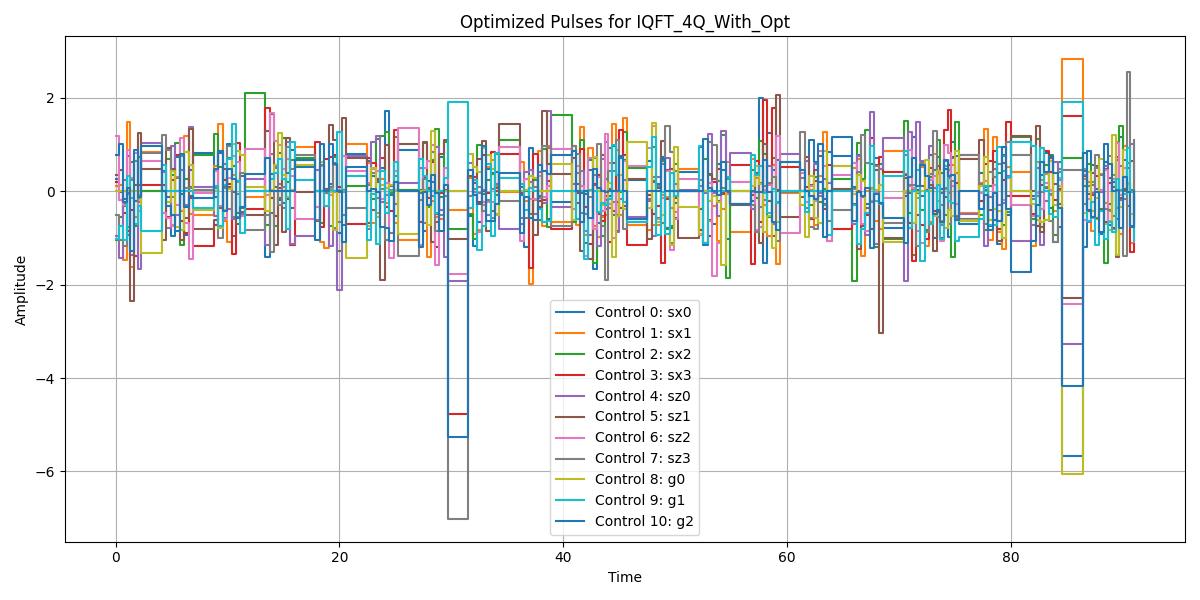 Optimized Pulses for IQFT_4Q_With_Opt
Amplitude
2
0
−2
−4
−6
Control 0: sx0
Control 1: sx1
Control 2: sx2
Control 3: sx3
Control 4: sz0
Control 5: sz1
Control 6: sz2
Control 7: sz3
Control 8: g0
Control 9: g1
Control 10: g2
0 20 40 60 80
Time